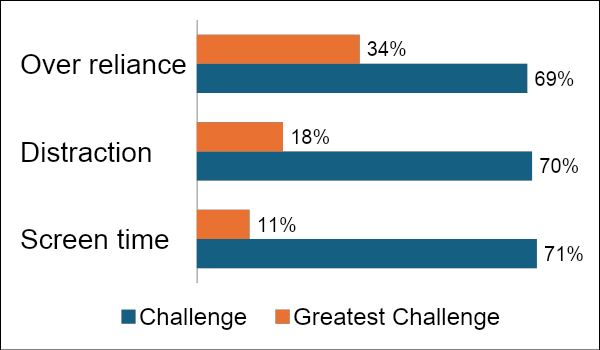 Over reliance
34%
69%
Distraction
18%
70%
Screen time
11%
71%
Challenge
Greatest Challenge